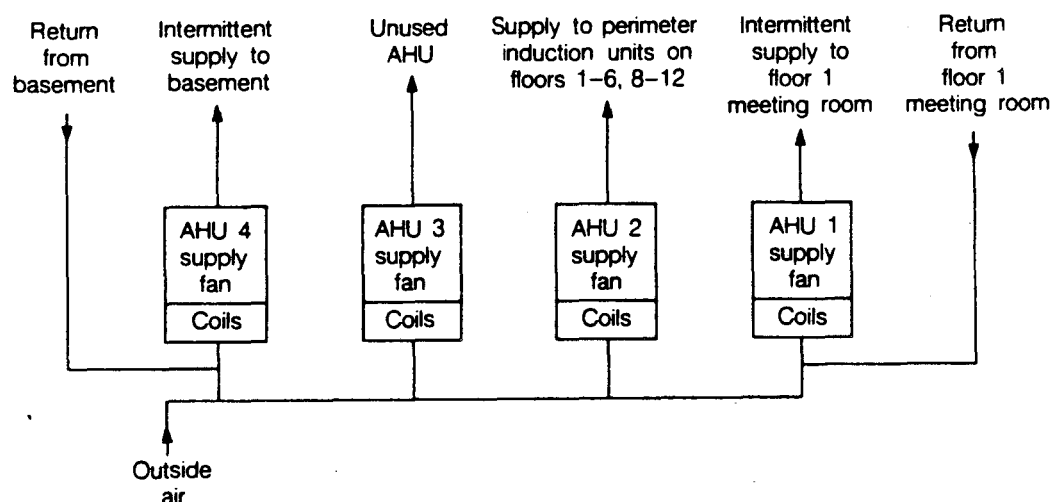 Return
from
basement
Intermittent
supply to
basement
Unused
AHU
Supply to perimeter
induction units on
floors 1–6, 8–12
Intermittent
supply to
floor 1
meeting room
Return
from
floor 1
meeting room
AHU 4
supply
fan
Coils
AHU 3
supply
fan
Coils
AHU 2
supply
fan
Coils
AHU 1
supply
fan
Coils
Outside
air